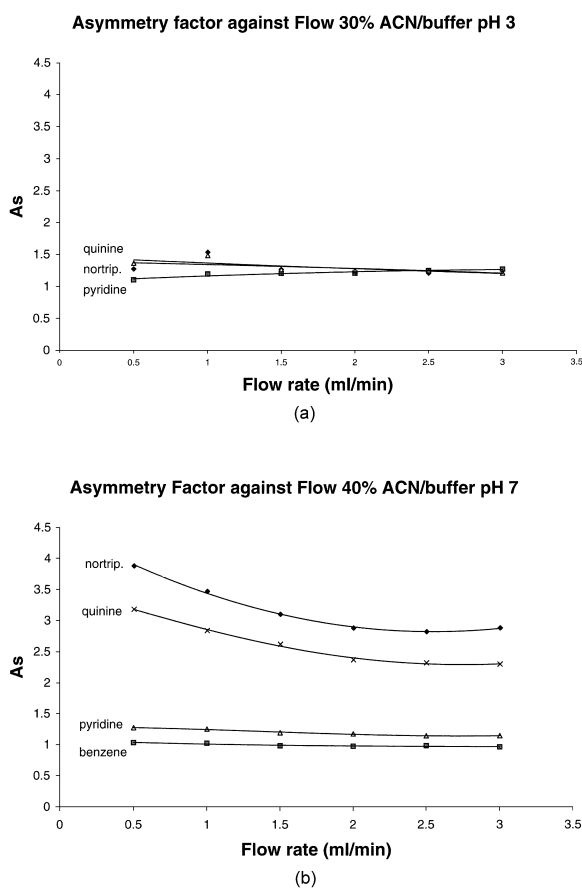 Asymmetry factor against Flow 30% ACN/buffer pH 3
4.5
4
3.5
3
2.5
2
1.5
1
0.5
0
As
quinine
nortrip.
pyridine
0 0.5 1 1.5 2 2.5 3 3.5
Flow rate (ml/min)
(a)
Asymmetry Factor against Flow 40% ACN/buffer pH 7
4.5
4
3.5
3
2.5
2
1.5
1
0.5
0
As
nortrip.
quinine
pyridine
benzene
0 0.5 1 1.5 2 2.5 3 3.5
Flow rate (ml/min)
(b)